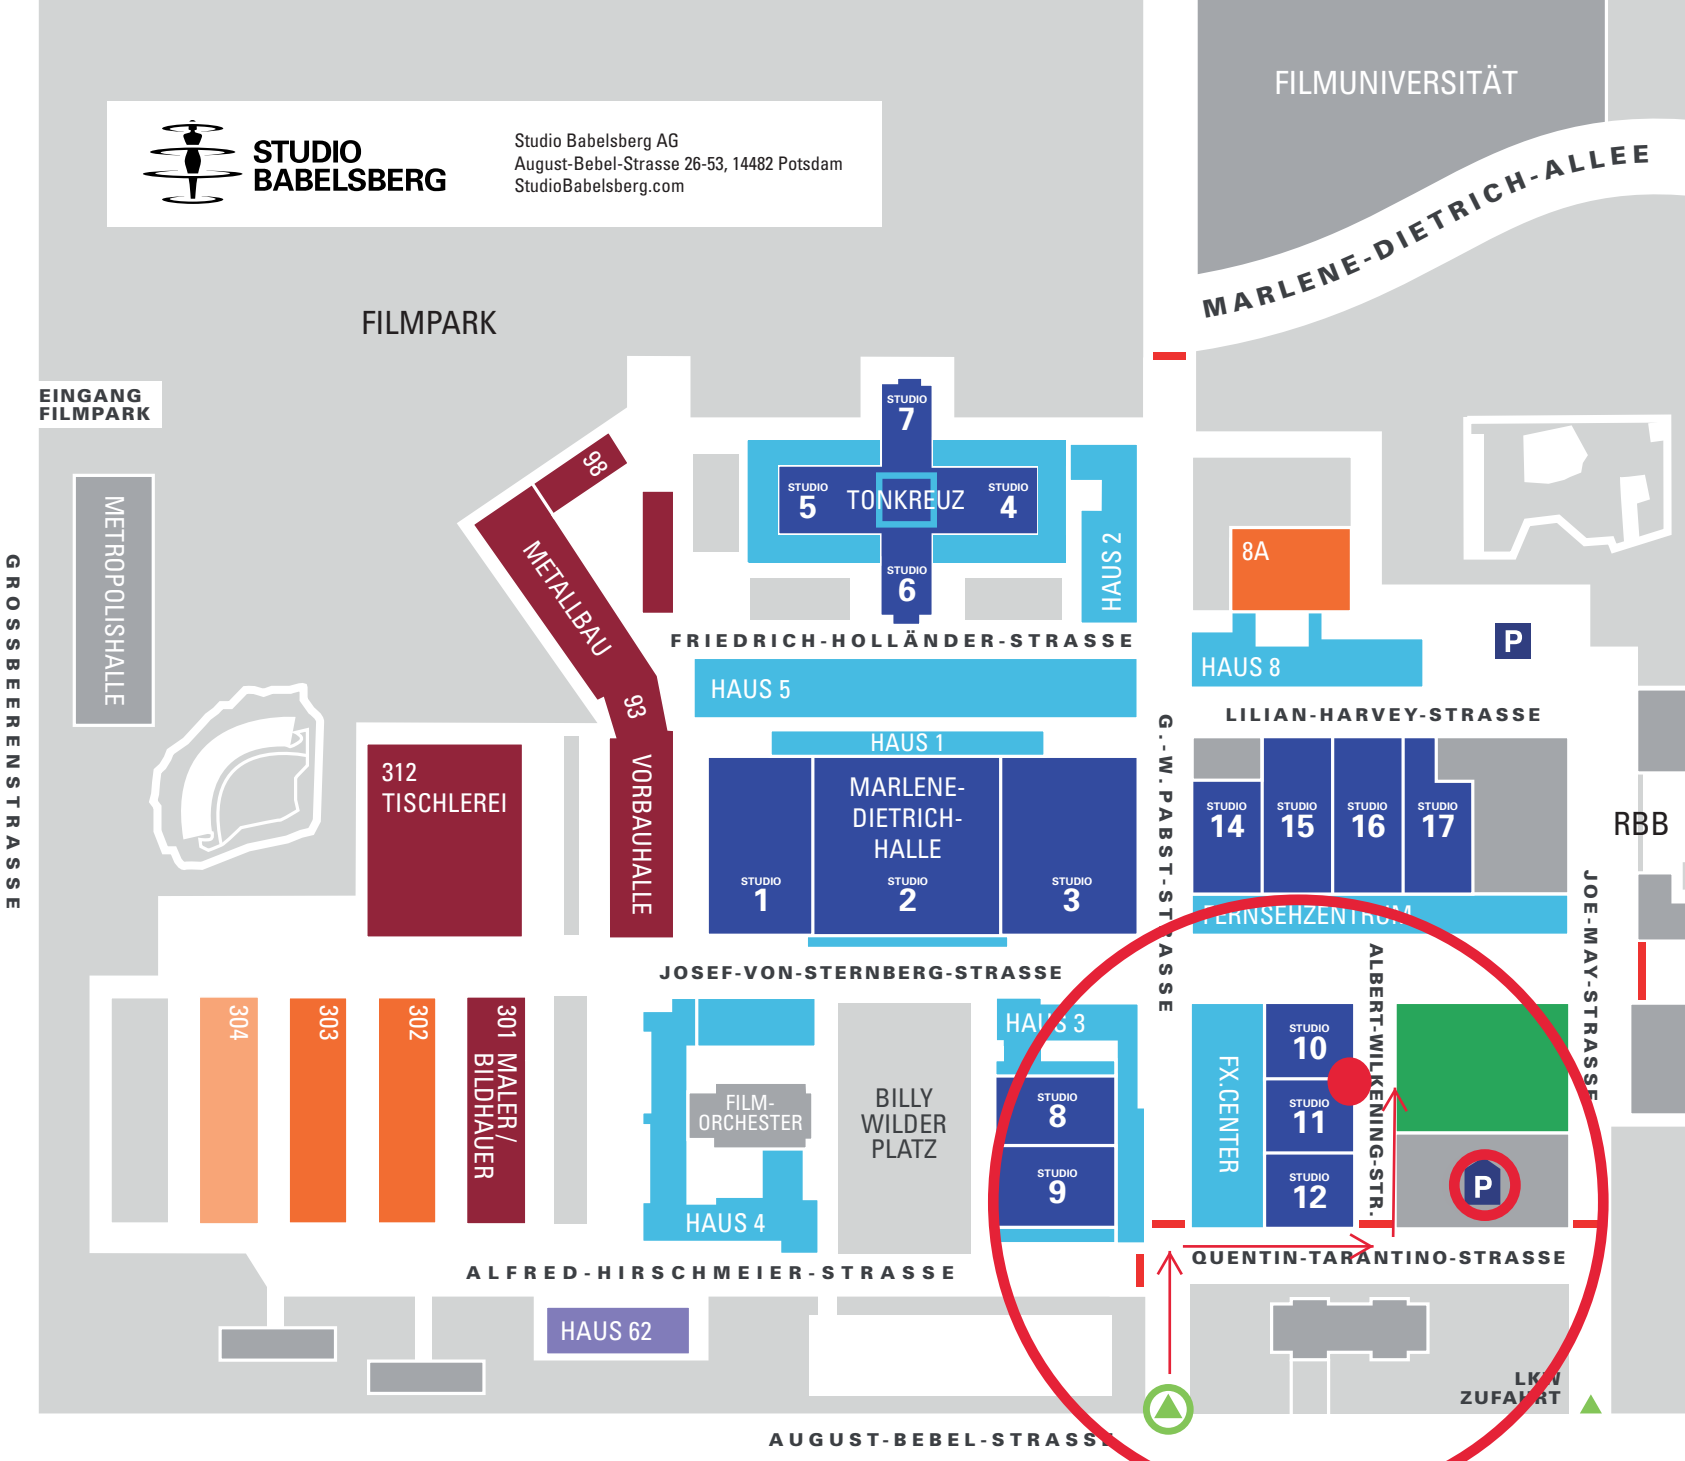 FILMUNIVERSITÄT
MARLENE-DIETRICH-ALLEE
STUDIO
BABELSBERG
Studio Babelsberg AG
August-Bebel-Strasse 26-53, 14482 Potsdam
StudioBabelsberg.com
FILMPARK
EINGANG
FILMPARK
METROPOLISHALLE
GROSSBEERENSTRASSE
98
METALLBAU
93
VORBAUHALLE
312
TISCHLEREI
STUDIO
7
STUDIO
5
TONKREUZ
STUDIO
4
STUDIO
6
HAUS 2
FRIEDRICH-HOLLÄNDER-STRASSE
HAUS 5
HAUS 1
MARLENE-
DIETRICH-
HALLE
STUDIO
1
STUDIO
2
STUDIO
3
G.-W.PABST-STRASSE
8A
HAUS 8
P
LILIAN-HARVEY-STRASSE
STUDIO
14
STUDIO
15
STUDIO
16
STUDIO
17
RBB
FERNSEHZENTRUM
JOE-MAY-STRASSE
JOSEF-VON-STERNBERG-STRASSE
304
303
302
301 MALER/
BILDHAUER
FILM-
ORCHESTER
HAUS 4
BILLY
WILDER
PLATZ
HAUS 3
STUDIO
8
STUDIO
9
FX.CENTER
STUDIO
10
STUDIO
11
STUDIO
12
ALBERT-WILKENING-STR.
P
QUENTIN-TARANTINO-STRASSE
ALFRED-HIRSCHMEIER-STRASSE
HAUS 62
LKW
ZUFAHRT
AUGUST-BEBEL-STRASSE